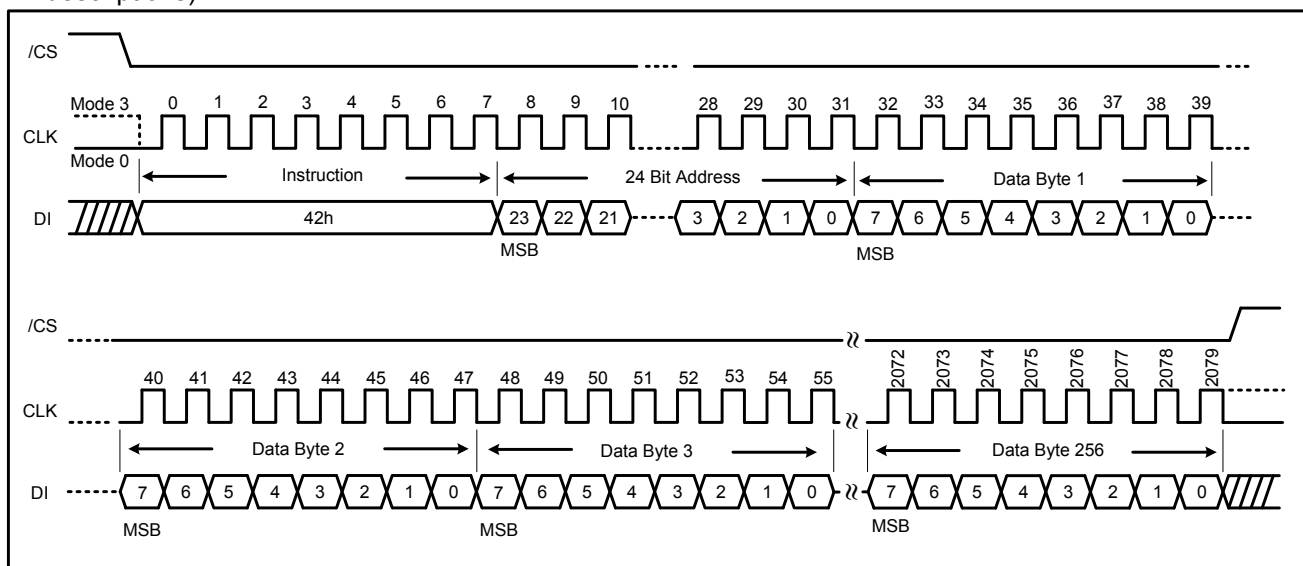 /CS
Mode 3 0 1 2 3 4 5 6 7 8 9 10 28 29 30 31 32 33 34 35 36 37 38 39
CLK
Mode 0
Instruction 24 Bit Address Data Byte 1
DI 42h 23 22 21 3 2 1 0 7 6 5 4 3 2 1 0
MSB MSB
/CS
40 41 42 43 44 45 46 47 48 49 50 51 52 53 54 55 2072 2073 2074 2075 2076 2077 2078 2079
CLK
Data Byte 2 Data Byte 3 Data Byte 256
DI 7 6 5 4 3 2 1 0 7 6 5 4 3 2 1 0 7 6 5 4 3 2 1 0
MSB MSB MSB